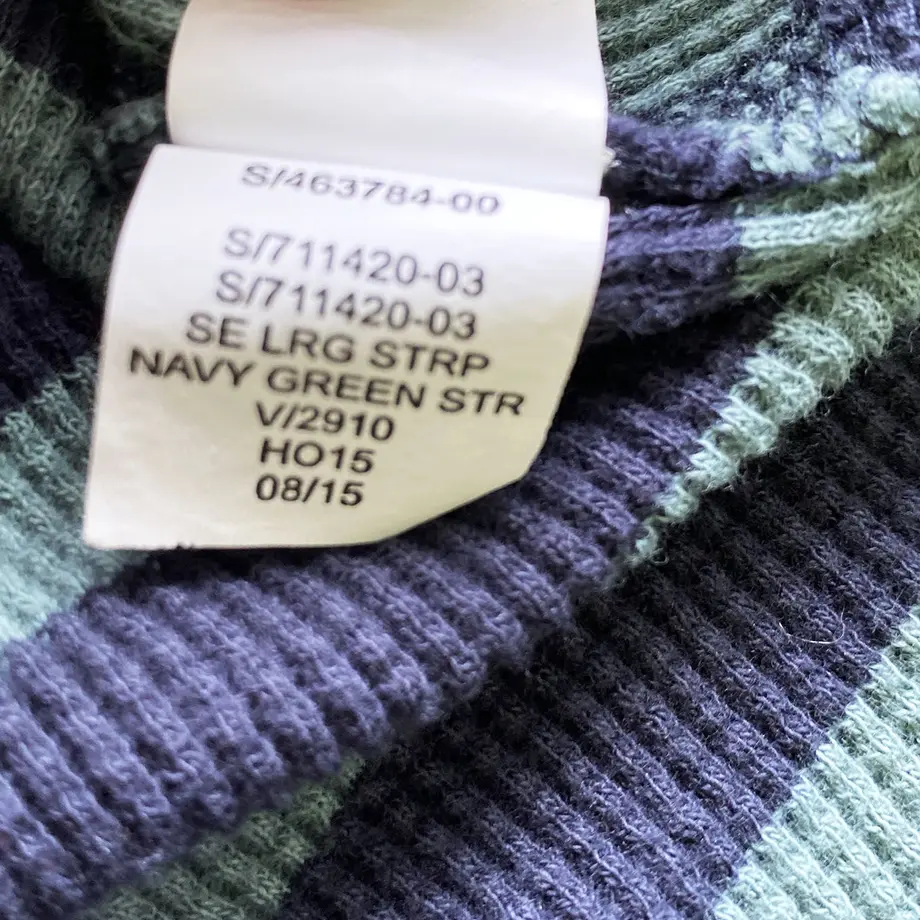 S/463784-00
S/711420-03
S/711420-03
SE LRG STRP
NAVY GREEN STR
V/2910
HO15
08/15